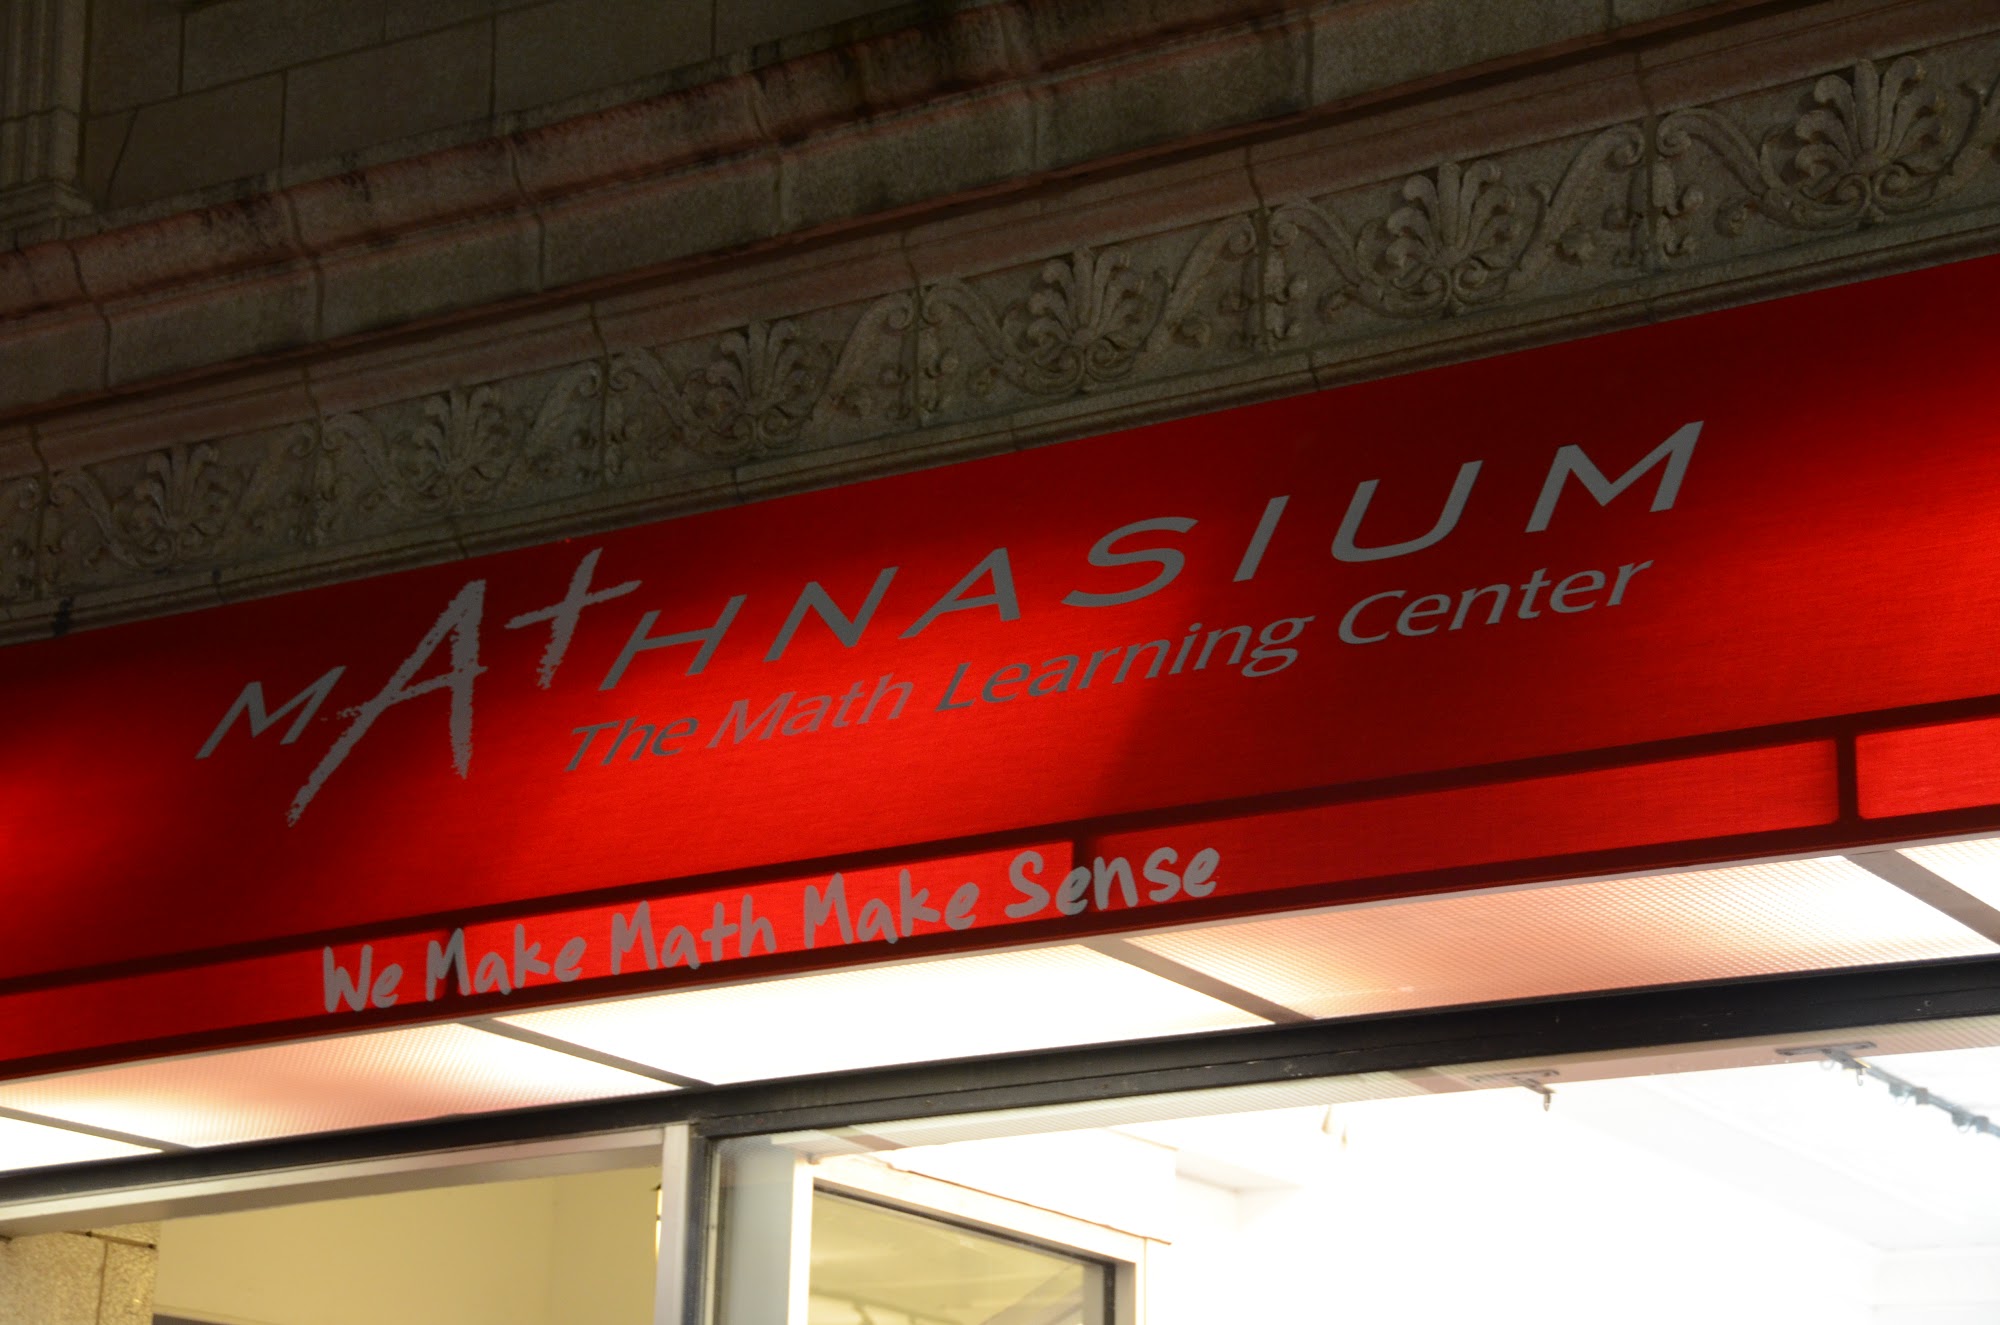 MATHNASIUM
The Math Learning Center
We Make Math Make Sense